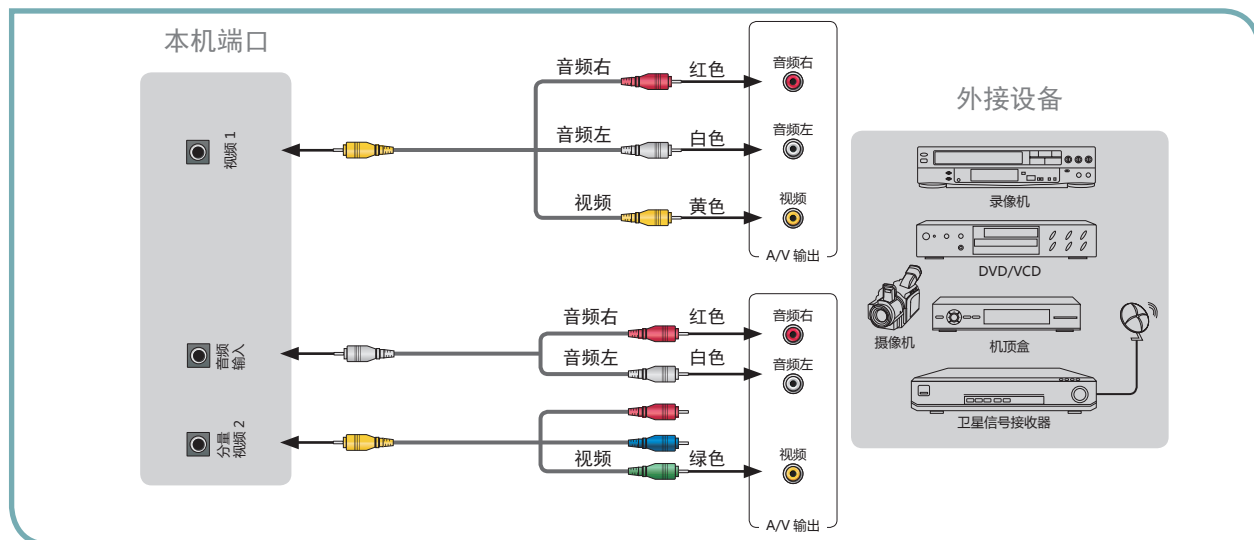 本机端口
视频 1
音频
输入
分量
视频 2
音频右
红色
音频左
白色
视频
黄色
音频右
音频左
视频
A/V 输出
音频右
红色
音频左
白色
视频
绿色
音频右
音频左
视频
A/V 输出
外接设备
录像机
DVD/VCD
摄像机
机顶盒
卫星信号接收器